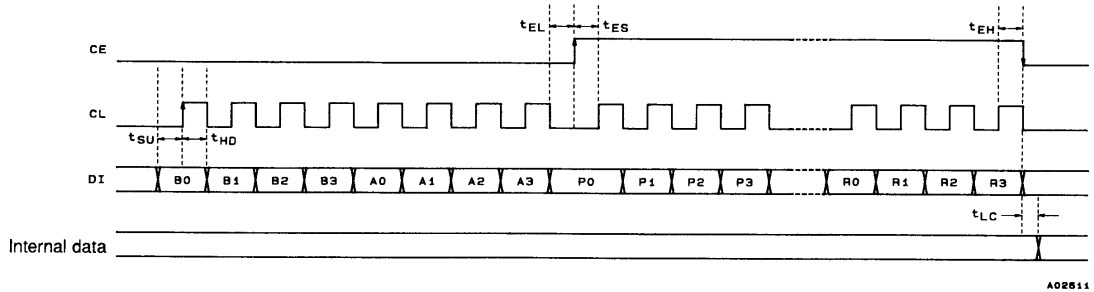 tEL tES tEH
CE
CL
tSU tHD
DI B0 B1 B2 B3 A0 A1 A2 A3 P0 P1 P2 P3 R0 R1 R2 R3
tLC
Internal data
A02611